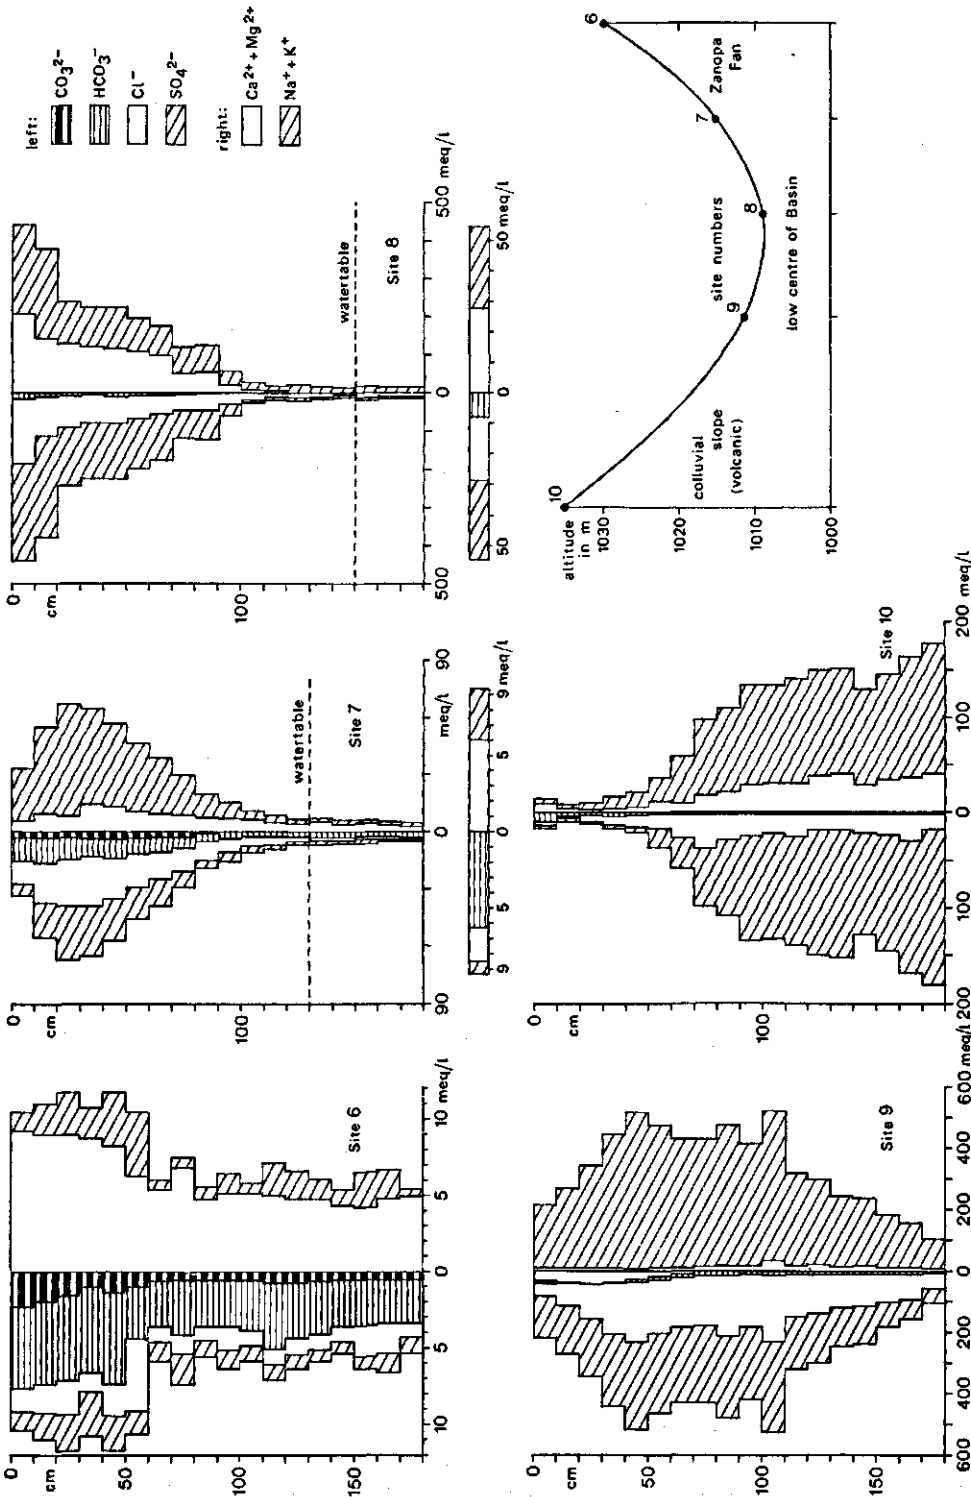 left:
CO₃²⁻
HCO₃⁻
Cl⁻
SO₄²⁻
right:
Ca²⁺+Mg²⁺
Na⁺+K⁺
0
cm
100
500 meq/l
0
500
watertable
Site 8
50 meq/l
0
50
0
cm
100
90
meq/l
0
90
watertable
Site 7
9 meq/l
5
0
5
9
0
cm
50
100
150
10 meq/l
5
0
5
10
Site 6
altitude
in m
1030
1020
1010
1000
10
9
8
7
6
colluvial
slope
(volcanic)
site numbers
low centre of Basin
Zanopa
Fan
0
cm
100
200 meq/l
100
0
100
200
Site 10
0
cm
50
100
150
600 meq/l
400
200
0
200
400
600
Site 9